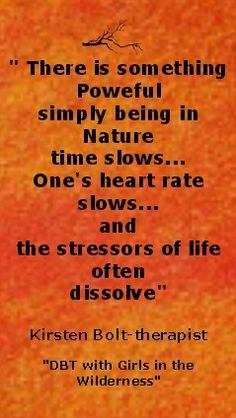 " There is something
Poweful
simply being in
Nature
time slows...
One's heart rate
slows...
and
the stressors of life
often
dissolve"
Kirsten Bolt-therapist
"DBT with Girls in the
Wilderness"